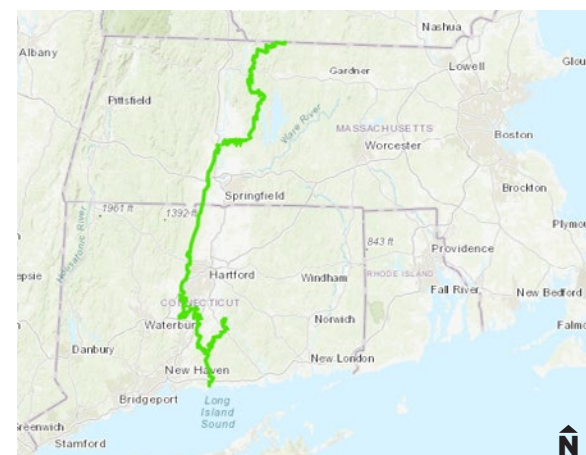 Nashua
Albany
Lowell
Glou
Gardner
Pittsfield
Ware River
MASSACHUSETTS
Boston
Worcester
Springfield
Brockton
1961 ft
1392 ft
Plymo
Housatonic River
843 ft
Providence
epsie
Hartford
Windham
RHODE ISLAND
Fall River
New Bedford
CONNECTICUT
Waterbury
Norwich
Falmo
Danbury
New London
New Haven
Bridgeport
Long
Island
Sound
Greenwich
Stamford
N